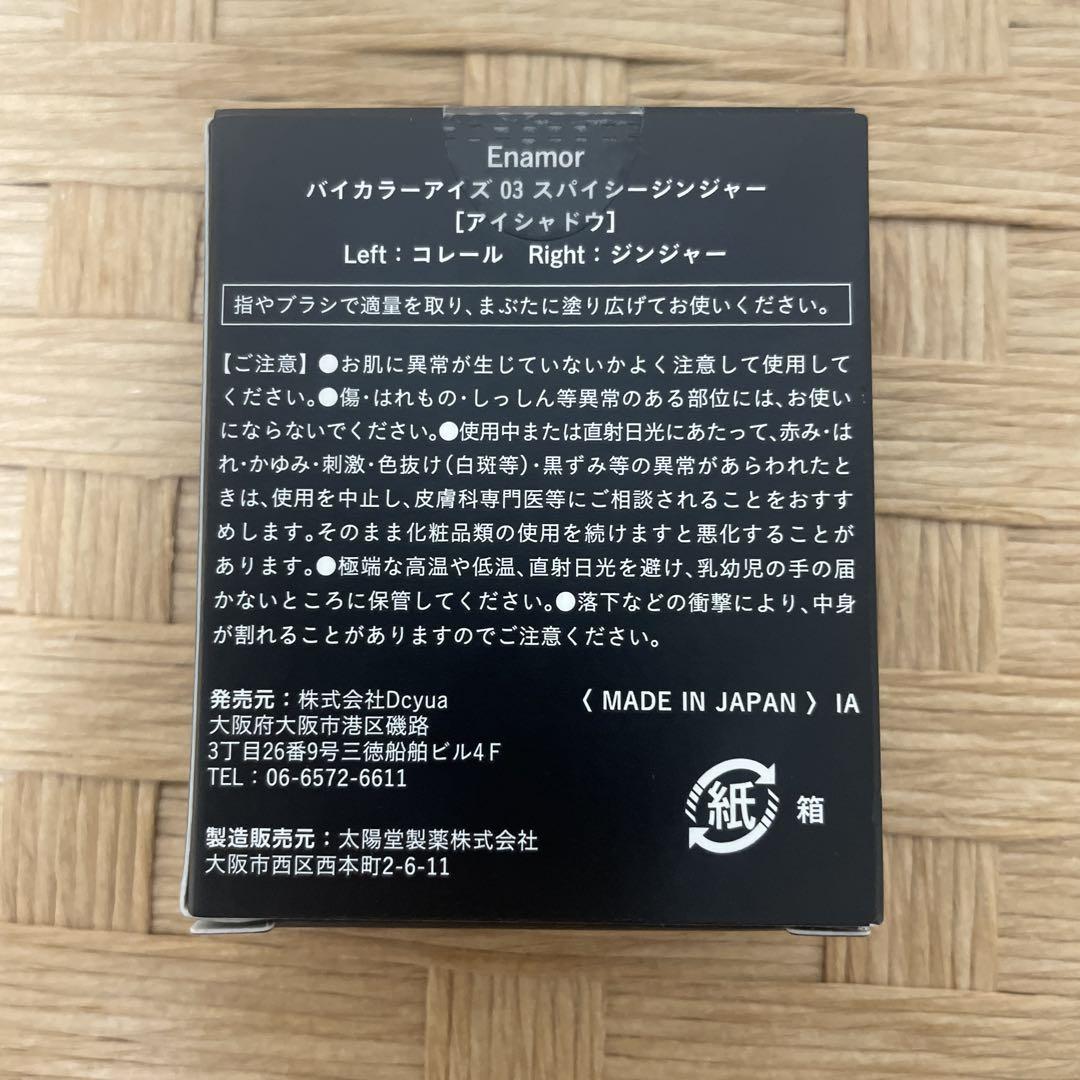 Enamor
バイカラーアイズ 03 スパイシージンジャー
[アイシャドウ]
Left：コレール Right：ジンジャー
指やブラシで適量を取り、まぶたに塗り広げてお使いください。
【ご注意】●お肌に異常が生じていないかよく注意して使用して
ください。●傷・はれもの・しっしん等異常のある部位には、お使い
にならないでください。●使用中または直射日光にあたって、赤み・は
れ・かゆみ・刺激・色抜け(白斑等)・黒ずみ等の異常があらわれたと
きは、使用を中止し、皮膚科専門医等にご相談されることをおすす
めします。そのまま化粧品類の使用を続けますと悪化することが
あります。●極端な高温や低温、直射日光を避け、乳幼児の手の届
かないところに保管してください。●落下などの衝撃により、中身
が割れることがありますのでご注意ください。
発売元：株式会社Dcyua
大阪府大阪市港区磯路
3丁目26番9号三徳船舶ビル4F
TEL：06-6572-6611
〈 MADE IN JAPAN 〉 IA
紙 箱
製造販売元：太陽堂製薬株式会社
大阪市西区西本町2-6-11